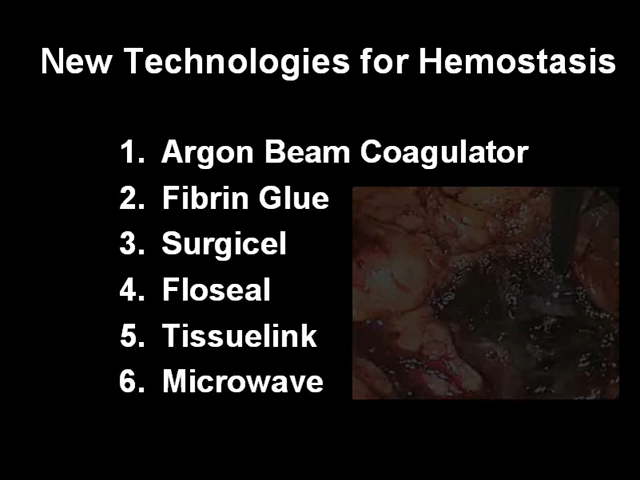 New Technologies for Hemostasis
1. Argon Beam Coagulator
2. Fibrin Glue
3. Surgicel
4. Floseal
5. Tissuelink
6. Microwave